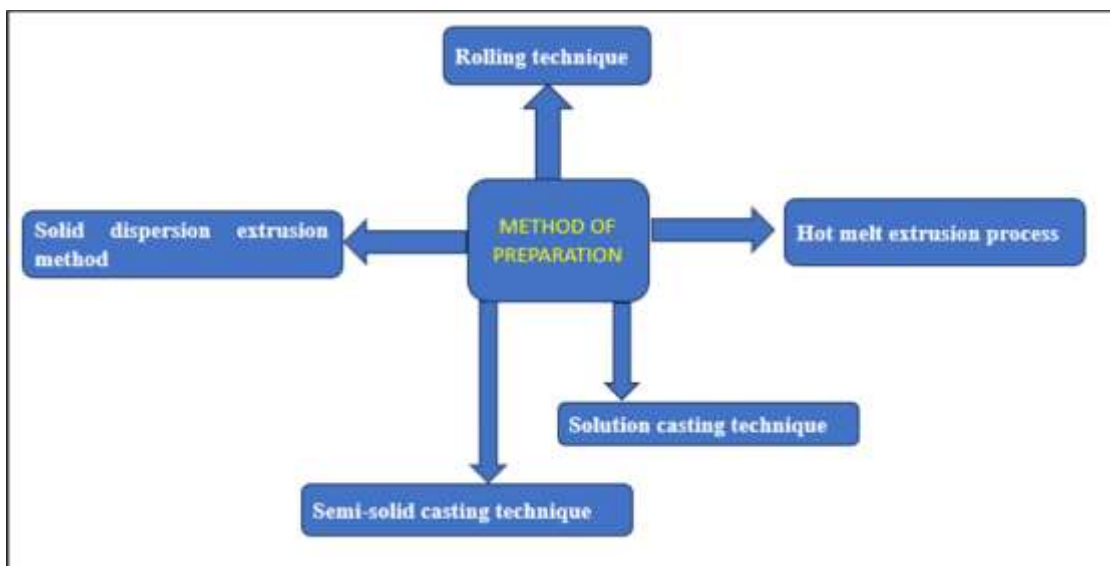 Rolling technique
Solid dispersion extrusion
method
METHOD OF
PREPARATION
Hot melt extrusion process
Solution casting technique
Semi-solid casting technique